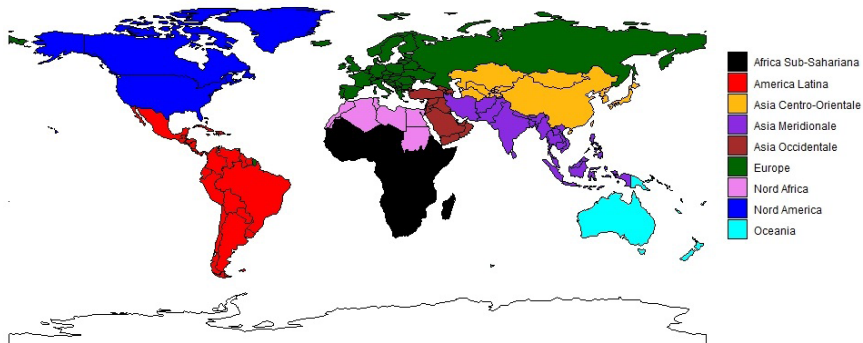 Africa Sub-Sahariana
America Latina
Asia Centro-Orientale
Asia Meridionale
Asia Occidentale
Europe
Nord Africa
Nord America
Oceania